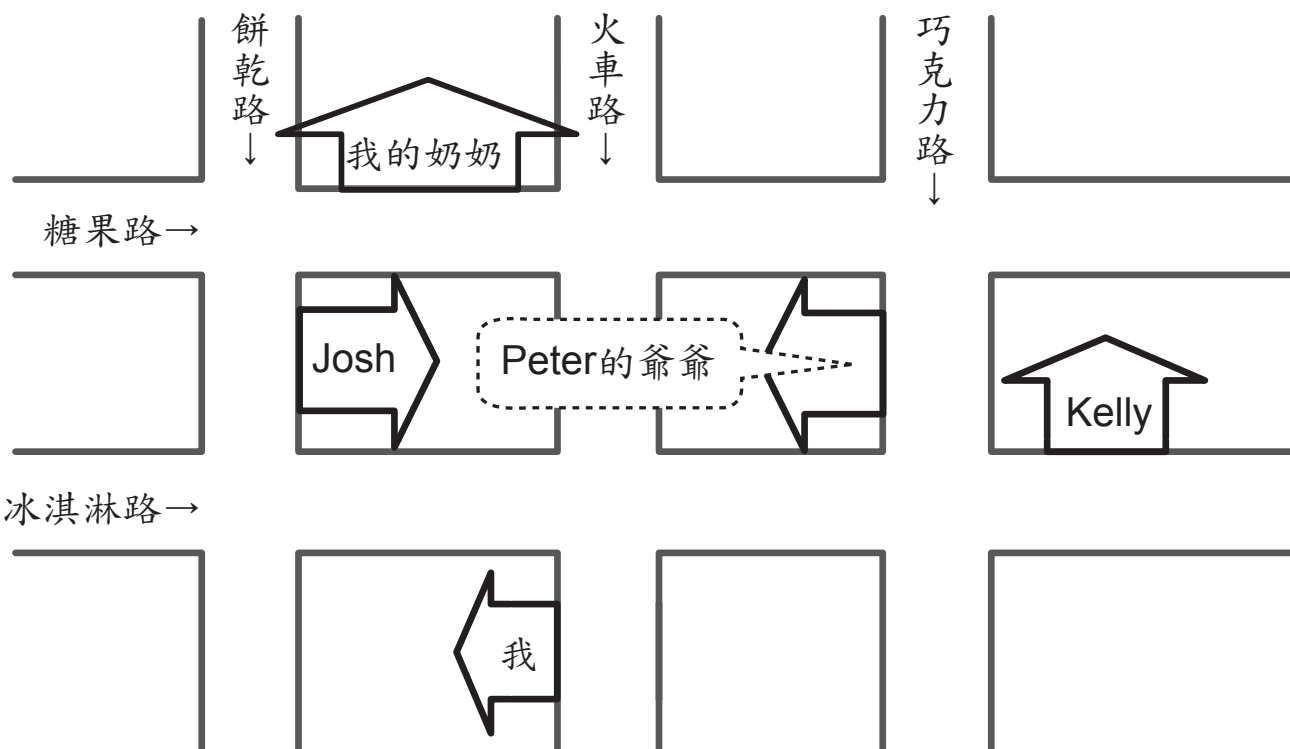 餅乾路↓
火車路↓
巧克力路↓
我的奶奶
糖果路→
Josh
Peter的爺爺
Kelly
冰淇淋路→
我